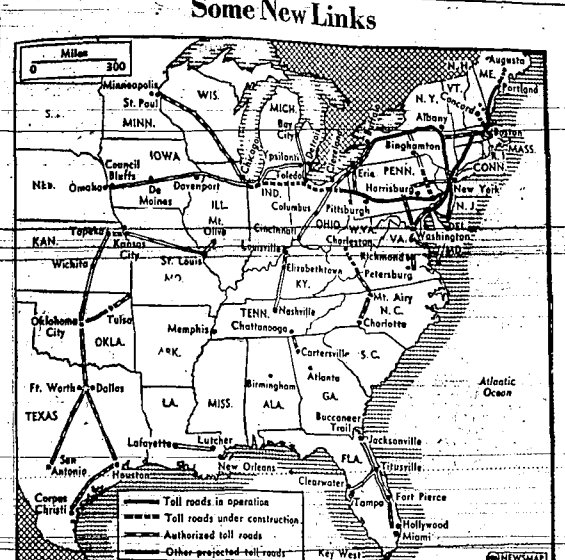 Some New Links
Miles
0 300
Minneapolis
St. Paul
WIS.
MINN.
MICH.
Bay City
Ypsilanti
Detroit
Cleveland
Chicago
Toledo
N.H.
Augusta
ME.
VT.
Portland
N.Y.
Concord
Albany
Boston
MASS.
R.I.
CONN.
Binghamton
Erie
PENN.
Harrisburg
New York
N.J.
Pittsburgh
DEL.
MD.
Washington
IOWA
Council Bluffs
NEB.
Omaha
Des Moines
Davenport
ILL.
IND.
Columbus
OHIO
W.VA.
Charleston
VA.
Richmond
Petersburg
KAN.
Topeka
Kansas City
Mt. Olive
St. Louis
MO.
Cincinnati
Louisville
Elizabethtown
KY.
Wichita
Mt. Airy
N.C.
Charlotte
Oklahoma City
Tulsa
OKLA.
ARK.
Memphis
TENN.
Nashville
Chattanooga
Cartersville
S.C.
Atlanta
GA.
Birmingham
ALA.
MISS.
LA.
Ft. Worth
Dallas
TEXAS
San Antonio
Houston
Corpus Christi
Lafayette
Lutcher
New Orleans
Buccaneer Trail
Jacksonville
FLA.
Titusville
Clearwater
Tampa
Fort Pierce
Hollywood
Miami
Key West
Atlantic Ocean
Toll roads in operation
Toll roads under construction
Authorized toll roads
Other projected toll roads
NEWSMAP